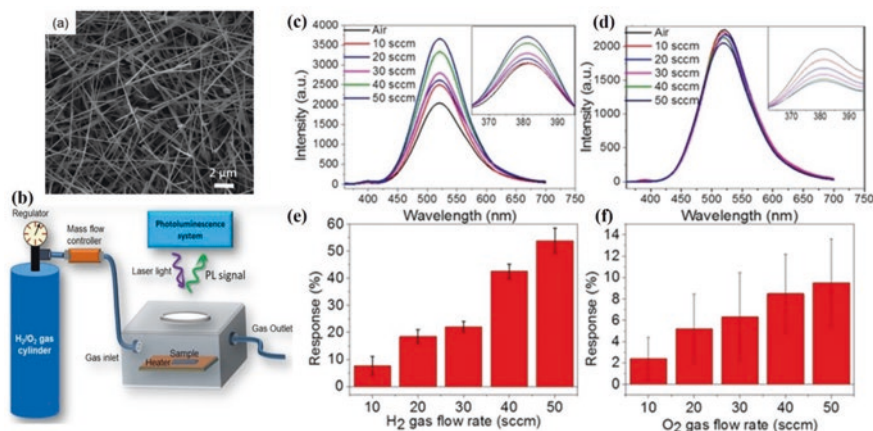 (a)
2 µm
(b)
Regulator
Mass flow
controller
Photoluminescence
system
Laser light
PL signal
H2/O2 gas
cylinder
Gas inlet
Gas Outlet
Sample
Heater
(c)
4000
3500
3000
2500
2000
1500
1000
500
0
Intensity (a.u.)
Air
10 sccm
20 sccm
30 sccm
40 sccm
50 sccm
370 380 390
400 450 500 550 600 650 700 750
Wavelength (nm)
(d)
2000
1500
1000
500
0
Intensity (a.u.)
Air
10 sccm
20 sccm
30 sccm
40 sccm
50 sccm
370 380 390
400 450 500 550 600 650 700 750
Wavelength (nm)
(e)
60
50
40
30
20
10
0
Response (%)
10 20 30 40 50
H2 gas flow rate (sccm)
(f)
14
12
10
8
6
4
2
0
Response (%)
10 20 30 40 50
O2 gas flow rate (sccm)